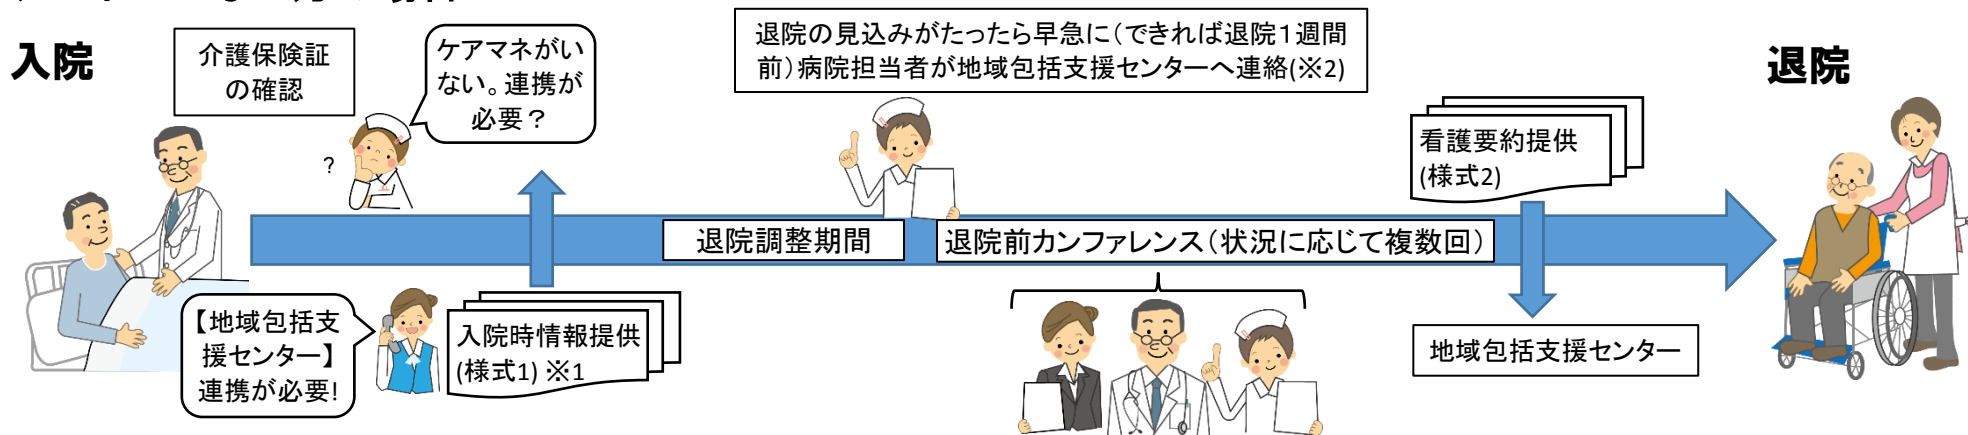 入院
介護保険証
の確認
ケアマネがい
ない。連携が
必要？
?
退院の見込みがたったら早急に（できれば退院１週間
前）病院担当者が地域包括支援センターへ連絡(※2)
退院
看護要約提供
(様式2)
退院調整期間
退院前カンファレンス（状況に応じて複数回）
【地域包括支
援センター】
連携が必要!
入院時情報提供
(様式1) ※1
地域包括支援センター